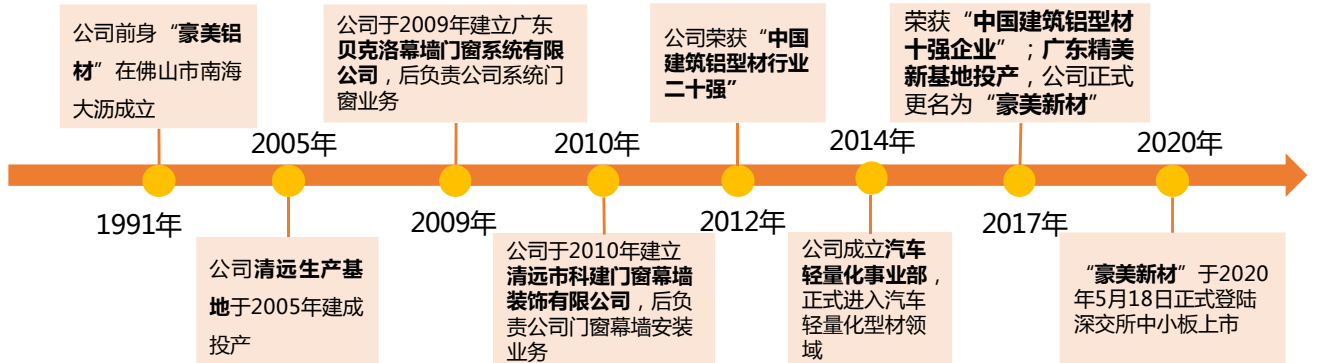 公司前身“豪美铝
材”在佛山市南海
大沥成立
公司于2009年建立广东
贝克洛幕墙门窗系统有限
公司，后负责公司系统门
窗业务
公司荣获“中国
建筑铝型材行业
二十强”
荣获“中国建筑铝型材
十强企业”；广东精美
新基地投产，公司正式
更名为“豪美新材”
2005年
2010年
2014年
2020年
1991年
2009年
2012年
2017年
公司清远生产基
地于2005年建成
投产
公司于2010年建立
清远市科建门窗幕墙
装饰有限公司，后负
责公司门窗幕墙安装
业务
公司成立汽车
轻量化事业部，
正式进入汽车
轻量化型材领
域
“豪美新材”于2020
年5月18日正式登陆
深交所中小板上市